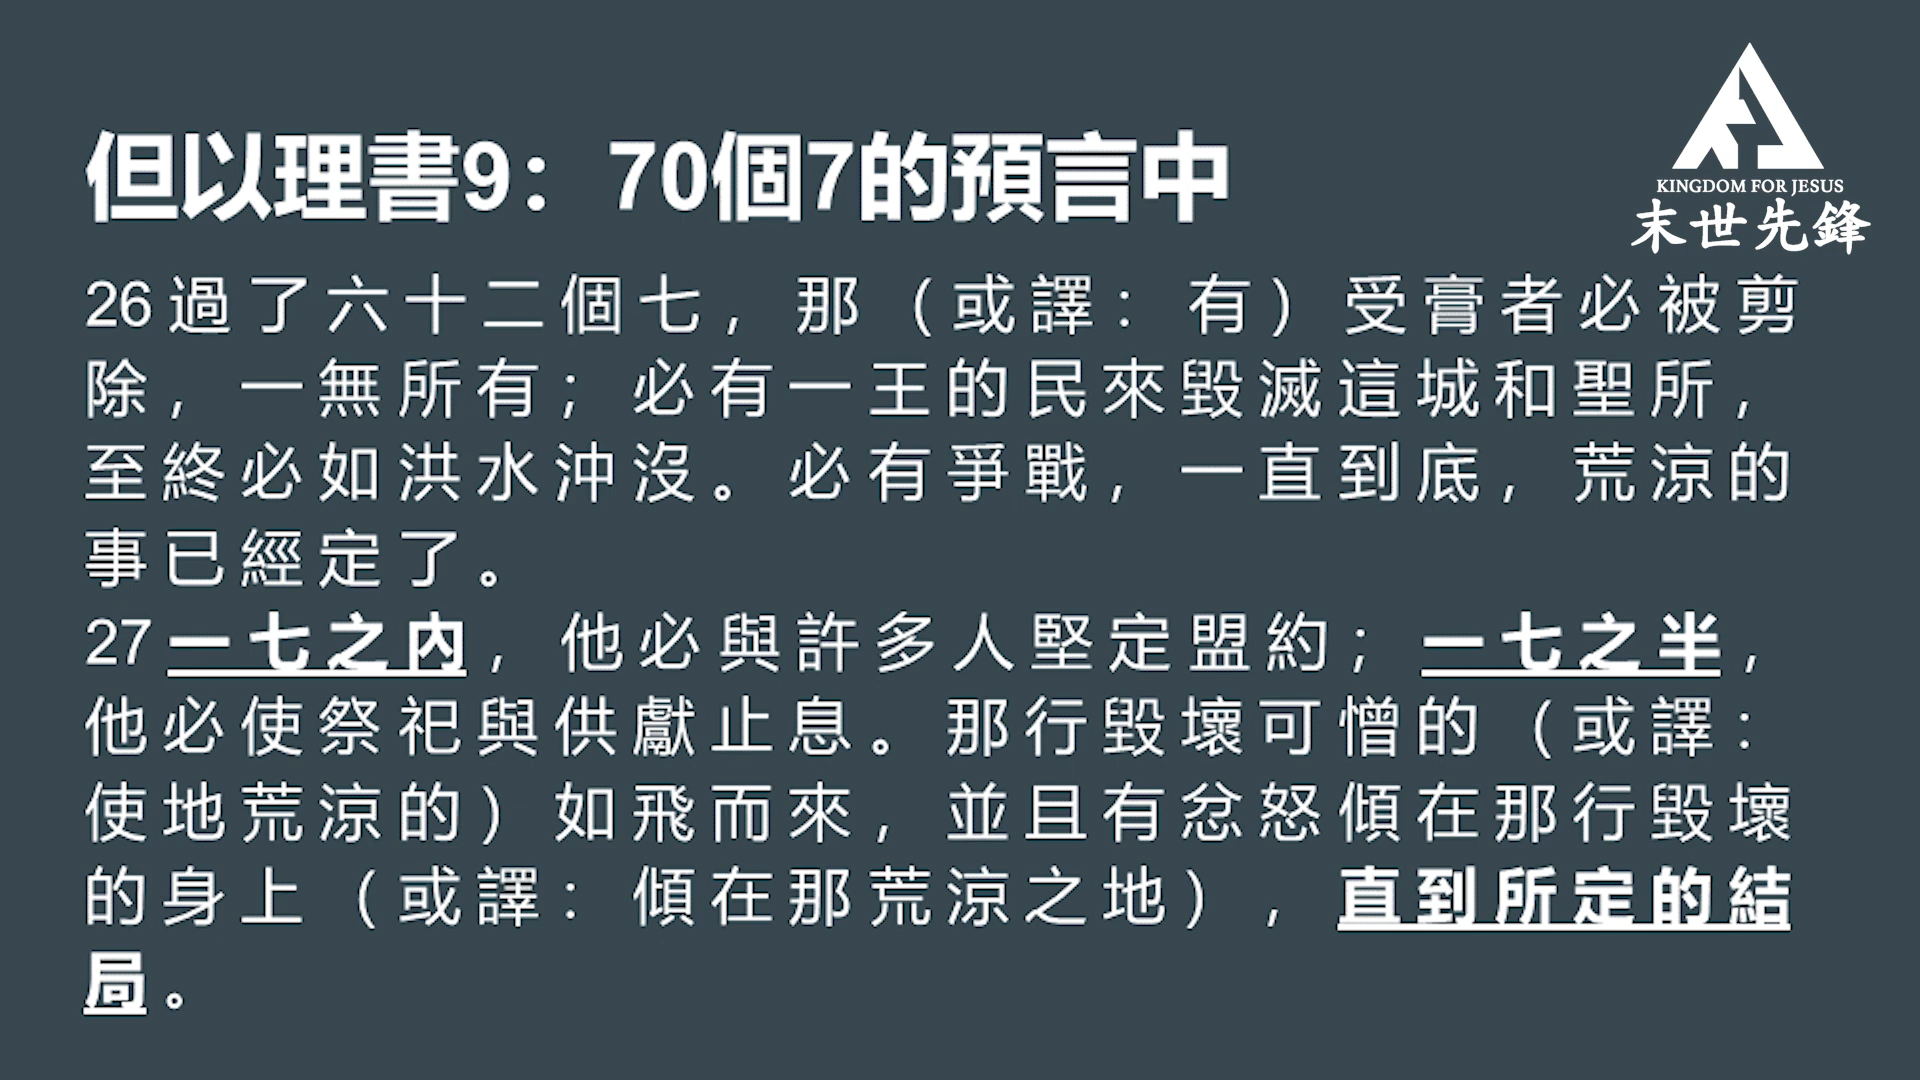 KINGDOM FOR JESUS
末世先鋒
但以理書9：70個7的預言中
26過了六十二個七，那（或譯：有）受膏者必被剪
除，一無所有；必有一王的民來毀滅這城和聖所，
至終必如洪水沖沒。必有爭戰，一直到底，荒涼的
事已經定了。
27一七之內，他必與許多人堅定盟約；一七之半，
他必使祭祀與供獻止息。那行毀壞可憎的（或譯：
使地荒涼的）如飛而來，並且有忿怒傾在那行毀壞
的身上（或譯：傾在那荒涼之地），直到所定的結
局。